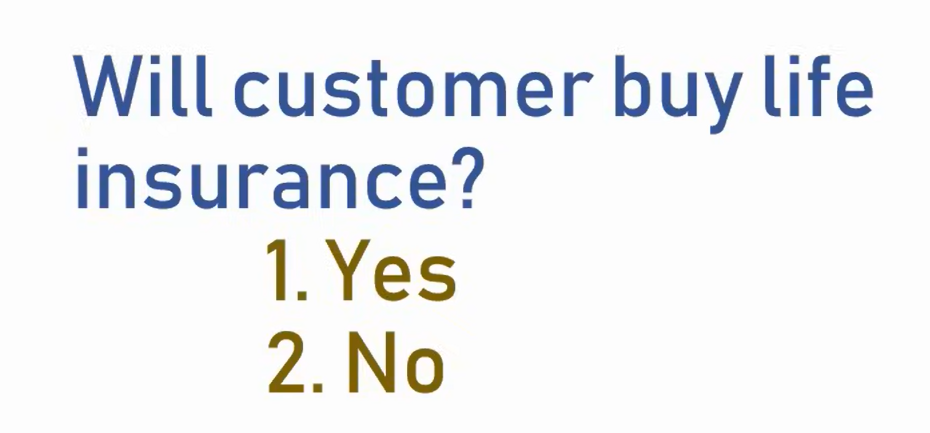 Will customer buy life
insurance?
1. Yes
2. No